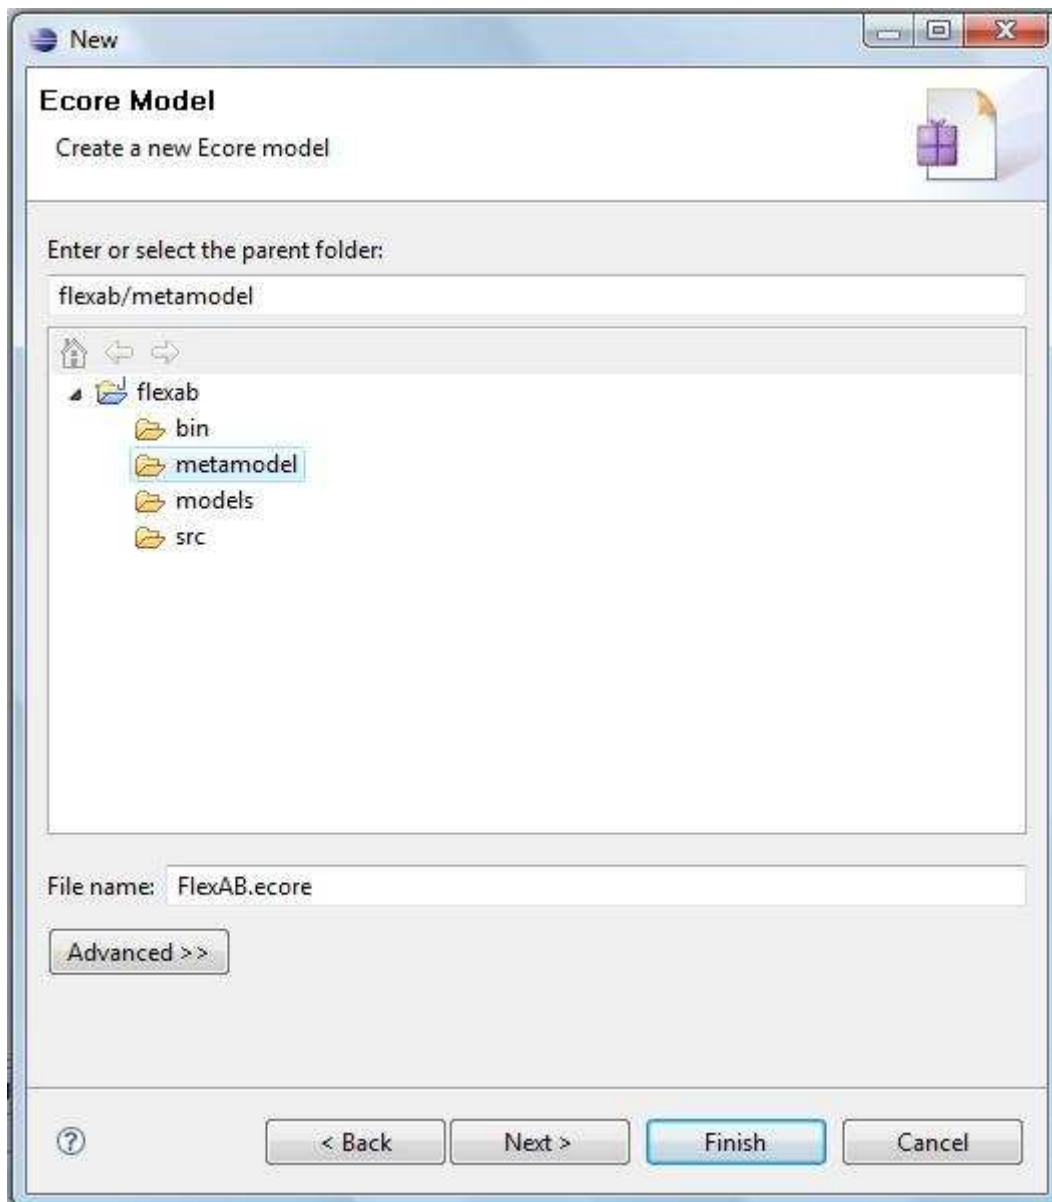 New
Ecore Model
Create a new Ecore model
Enter or select the parent folder:
flexab/metamodel
flexab
bin
metamodel
models
src
File name: FlexAB.ecore
Advanced >>
? < Back Next > Finish Cancel